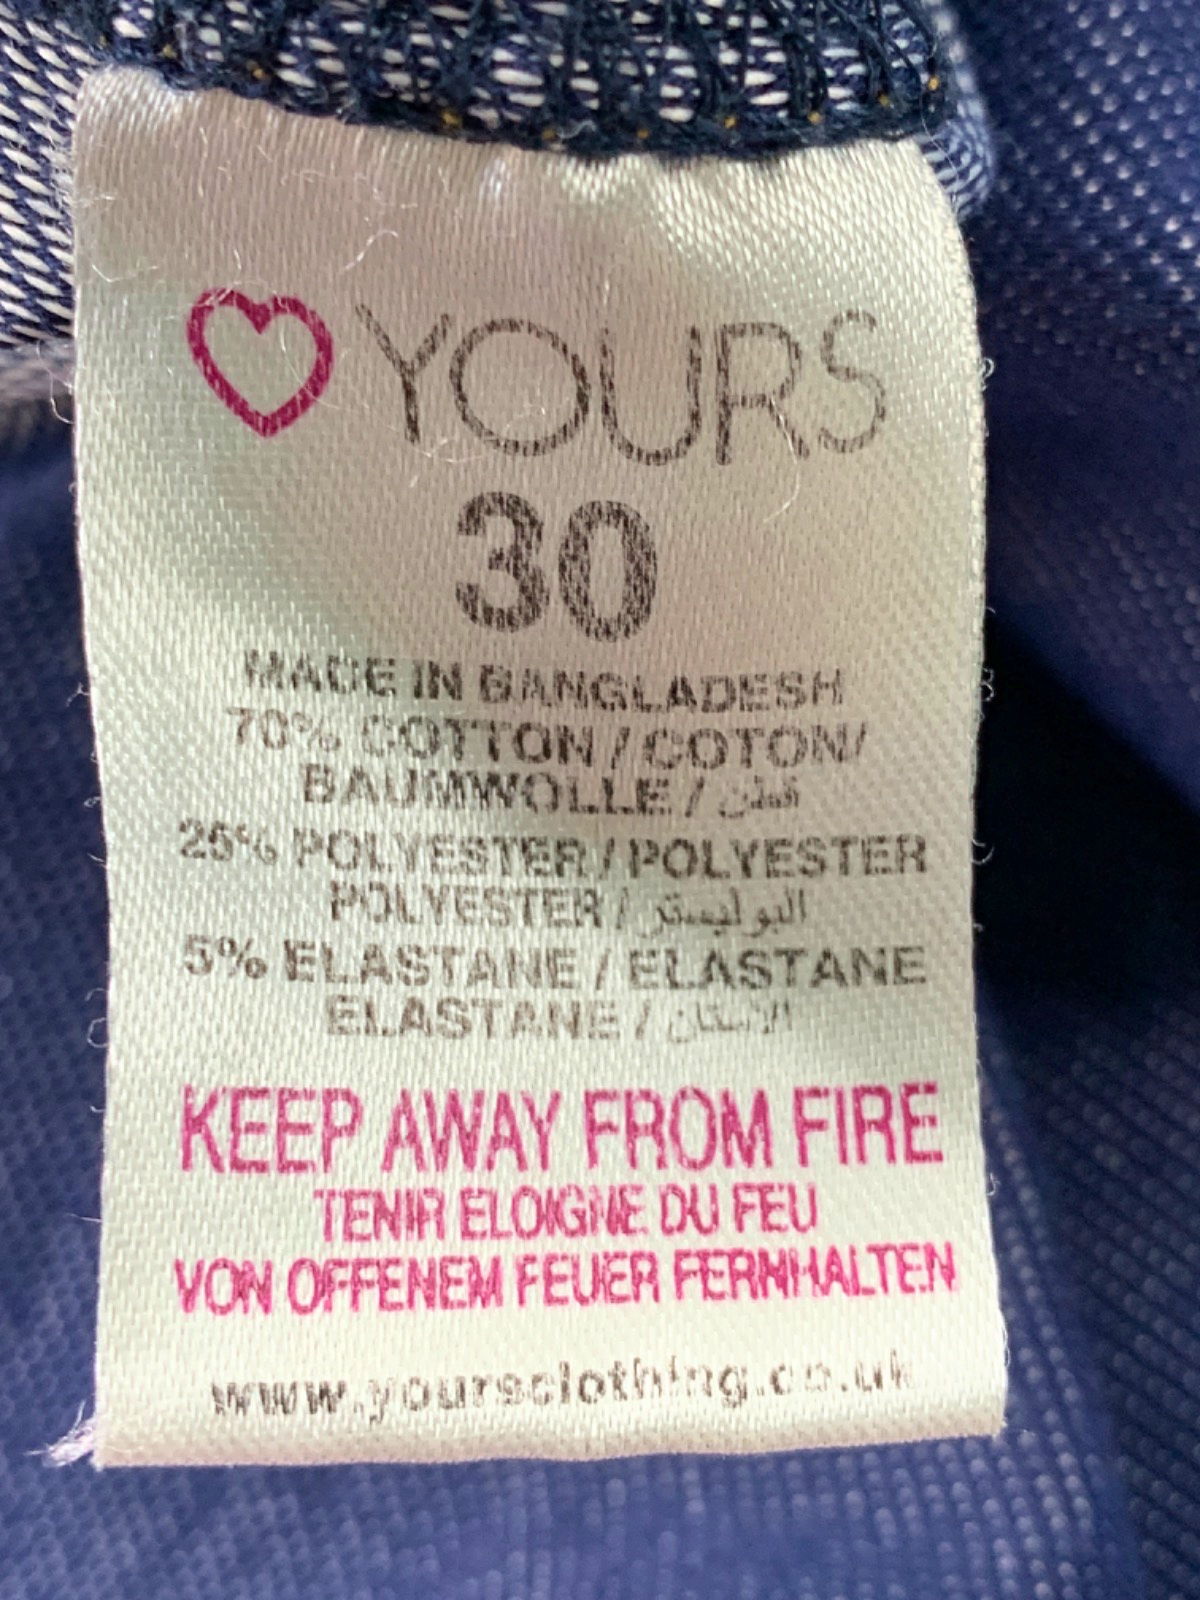 YOURS
30
MADE IN BANGLADESH
70% COTTON / COTON/
BAUMWOLLE / قطن
25% POLYESTER / POLYESTER
POLYESTER / البوليستر
5% ELASTANE / ELASTANE
ELASTANE /
KEEP AWAY FROM FIRE
TENIR ELOIGNE DU FEU
VON OFFENEM FEUER FERNHALTEN
www.yoursclothing.co.uk